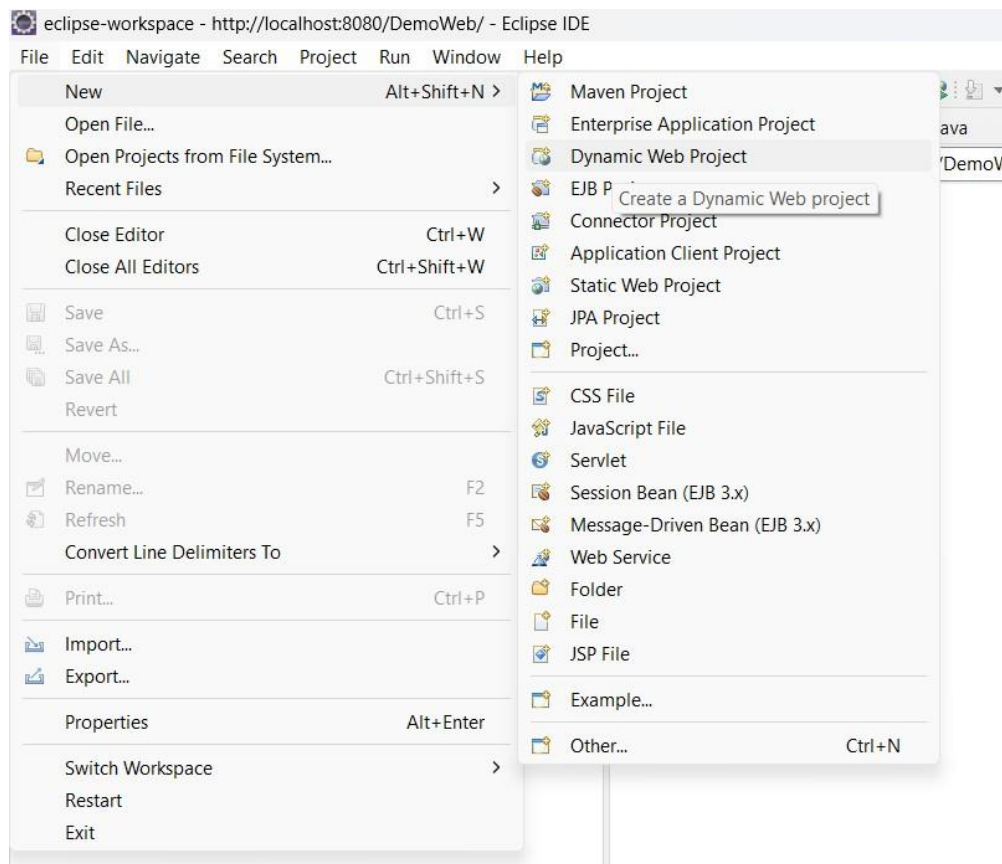 eclipse-workspace - http://localhost:8080/DemoWeb/ - Eclipse IDE
File Edit Navigate Search Project Run Window Help
New Alt+Shift+N >
Open File...
Open Projects from File System...
Recent Files >
Close Editor Ctrl+W
Close All Editors Ctrl+Shift+W
Save Ctrl+S
Save As...
Save All Ctrl+Shift+S
Revert
Move...
Rename... F2
Refresh F5
Convert Line Delimiters To >
Print... Ctrl+P
Import...
Export...
Properties Alt+Enter
Switch Workspace >
Restart
Exit
Maven Project
Enterprise Application Project
Dynamic Web Project
EJB P
Create a Dynamic Web project
Connector Project
Application Client Project
Static Web Project
JPA Project
Project...
CSS File
JavaScript File
Servlet
Session Bean (EJB 3.x)
Message-Driven Bean (EJB 3.x)
Web Service
Folder
File
JSP File
Example...
Other... Ctrl+N
ava
/DemoW